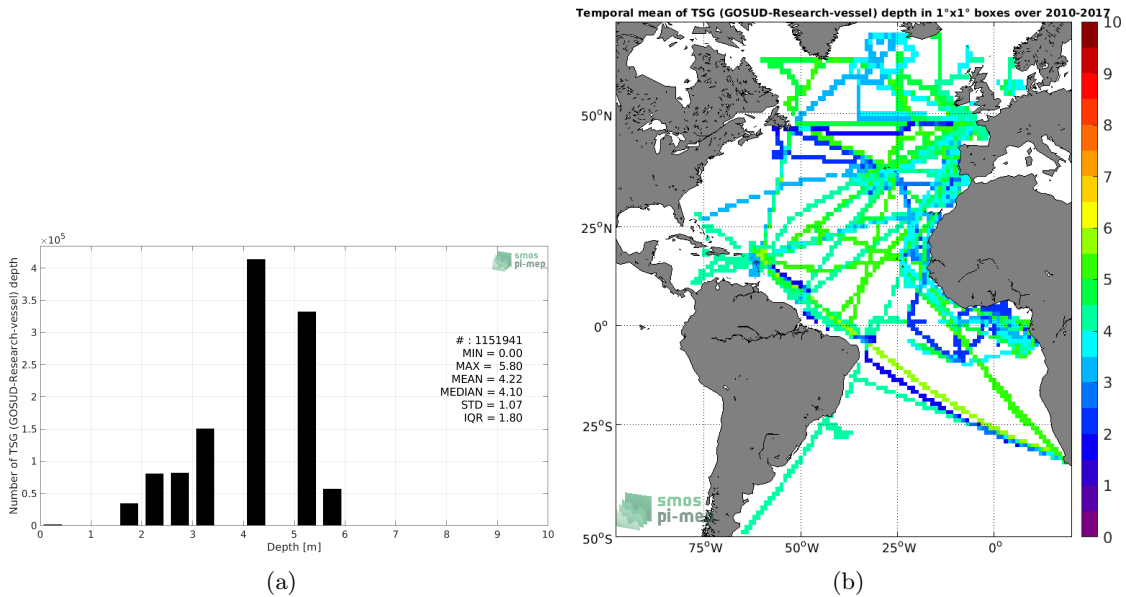 Temporal mean of TSG (GOSUD-Research-vessel) depth in 1°x1° boxes over 2010-2017
×10⁵
4
3.5
3
2.5
2
1.5
1
0.5
0
Number of TSG (GOSUD-Research-vessel) depth
smos
pi-mep
# : 1151941
MIN = 0.00
MAX = 5.80
MEAN = 4.22
MEDIAN = 4.10
STD = 1.07
IQR = 1.80
0 1 2 3 4 5 6 7 8 9 10
Depth [m]
(a)
50°N
25°N
0°
25°S
50°S
75°W 50°W 25°W 0°
smos
pi-mep
10
9
8
7
6
5
4
3
2
1
0
(b)